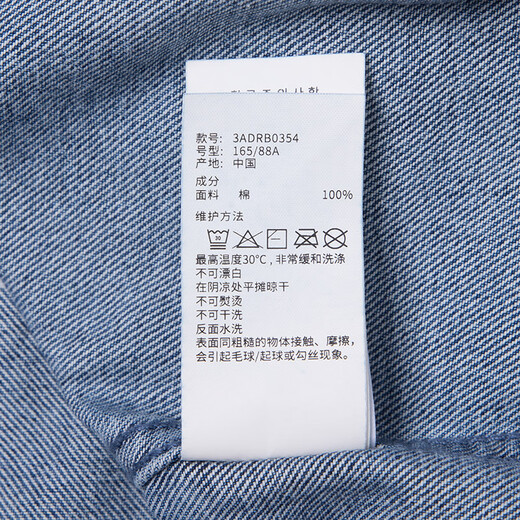 款号: 3ADRB0354
号型: 165/88A
产地: 中国
成分
面料 棉 100%
维护方法
30
最高温度30℃, 非常缓和洗涤
不可漂白
在阴凉处平摊晾干
不可熨烫
不可干洗
反面水洗
表面同粗糙的物体接触、摩擦,
会引起毛球/起球或勾丝现象。